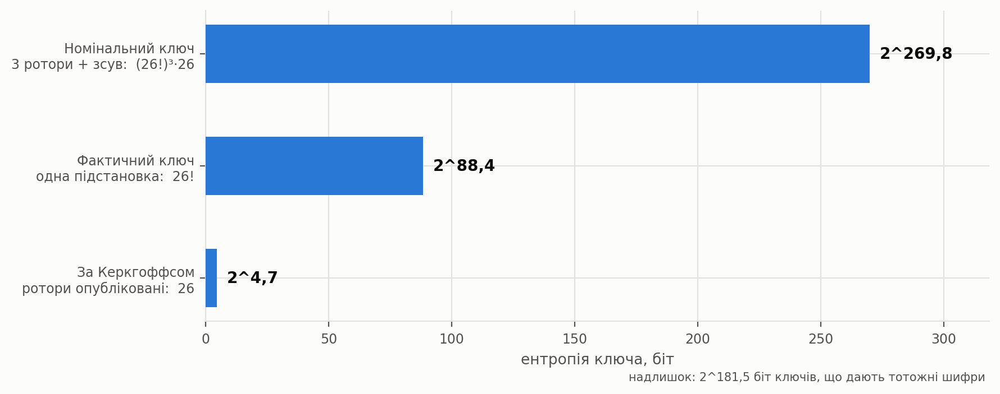 Номінальний ключ
3 ротори + зсув:  (26!)³·26
2^269,8
Фактичний ключ
одна підстановка:  26!
2^88,4
За Керкгоффсом
ротори опубліковані:  26
2^4,7
0 50 100 150 200 250 300
ентропія ключа, біт
надлишок: 2^181,5 біт ключів, що дають тотожні шифри